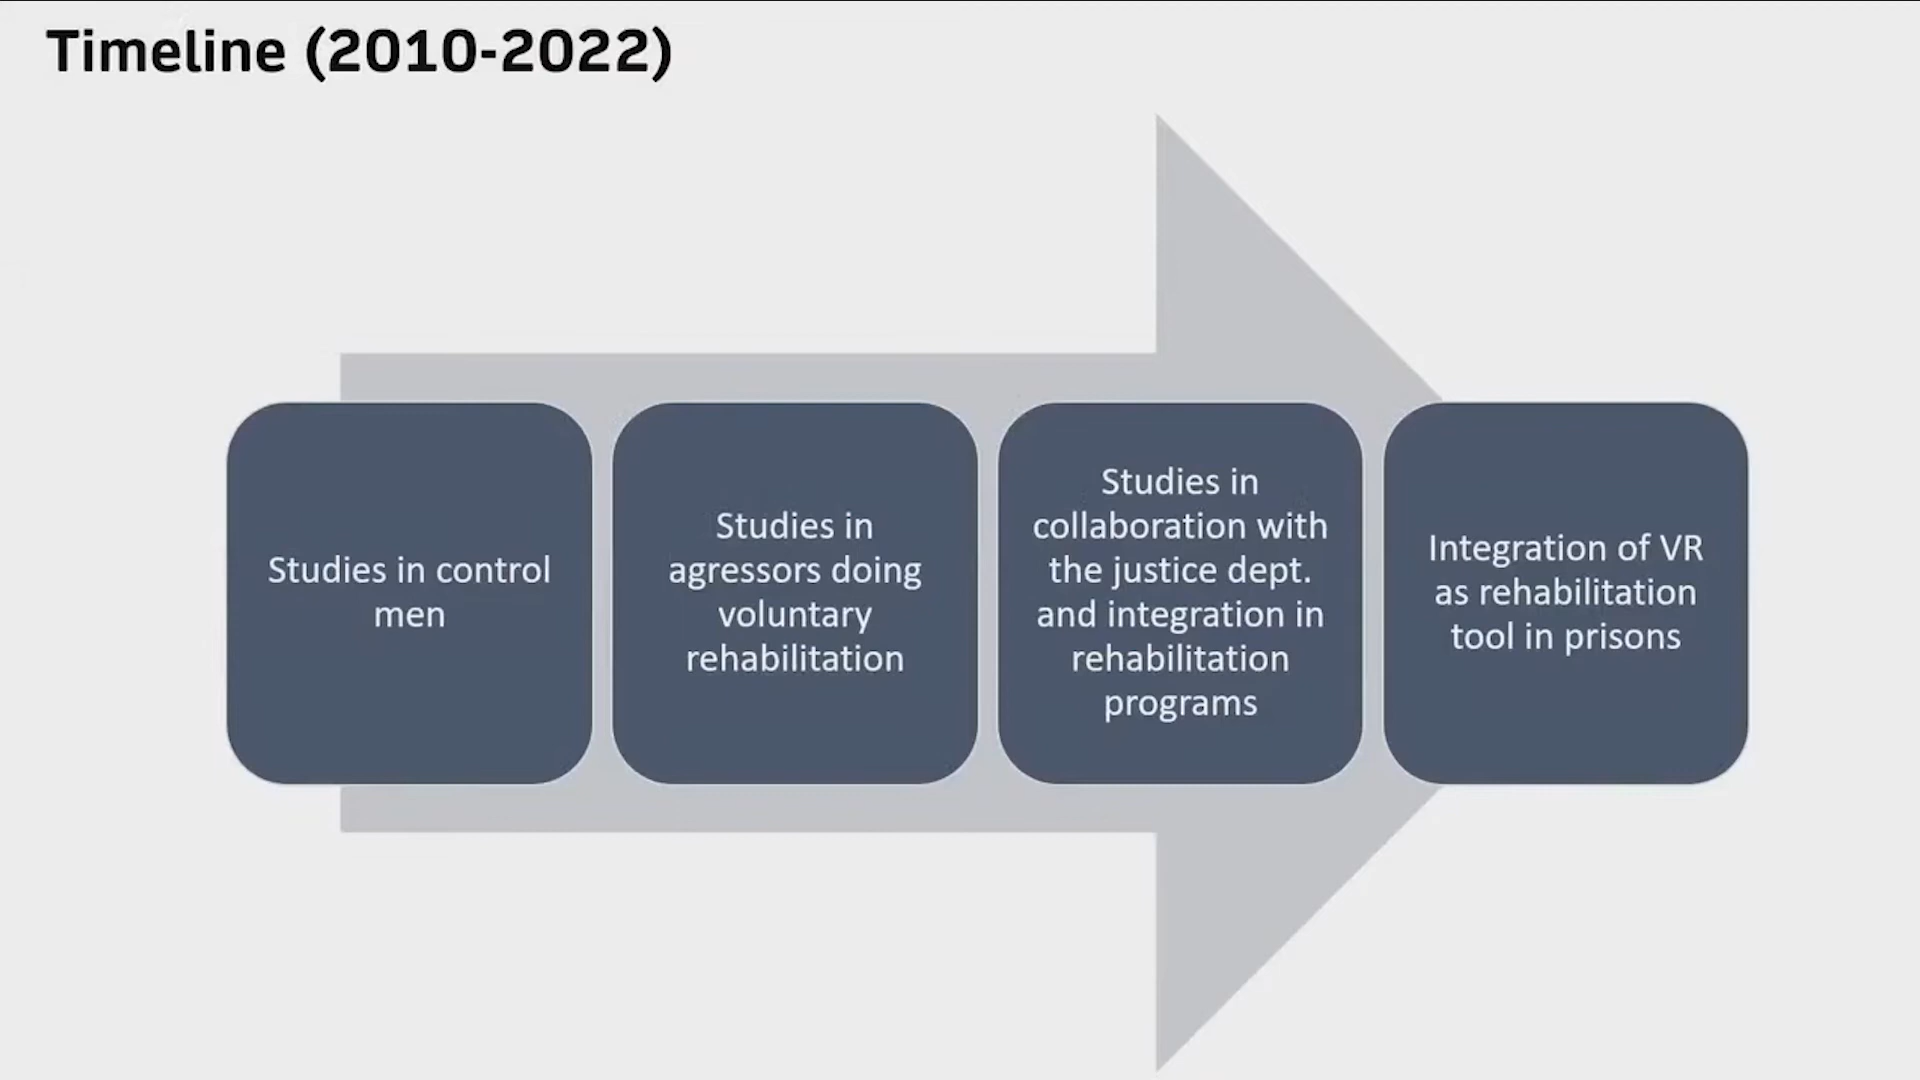 Timeline (2010-2022)
Studies in control
men
Studies in
agressors doing
voluntary
rehabilitation
Studies in
collaboration with
the justice dept.
and integration in
rehabilitation
programs
Integration of VR
as rehabilitation
tool in prisons